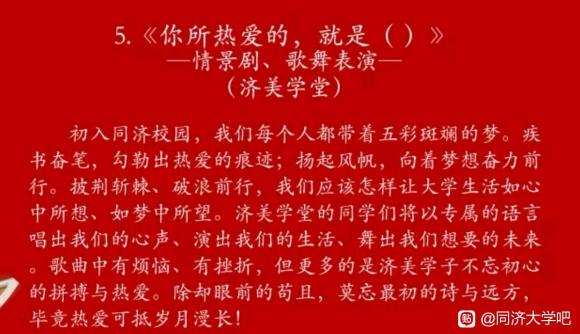 5.《你所热爱的，就是（）》
—情景剧、歌舞表演—
（济美学堂）
初入同济校园，我们每个人都带着五彩斑斓的梦。疾
书奋笔，勾勒出热爱的痕迹；扬起风帆，向着梦想奋力前
行。披荆斩棘、破浪前行，我们应该怎样让大学生活如心
中所想、如梦中所望。济美学堂的同学们将以专属的语言
唱出我们的心声、演出我们的生活、舞出我们想要的未来
。歌曲中有烦恼、有挫折，但更多的是济美学子不忘初心
的拼搏与热爱。除却眼前的苟且，莫忘最初的诗与远方，
毕竟热爱可抵岁月漫长！
贴 @同济大学吧